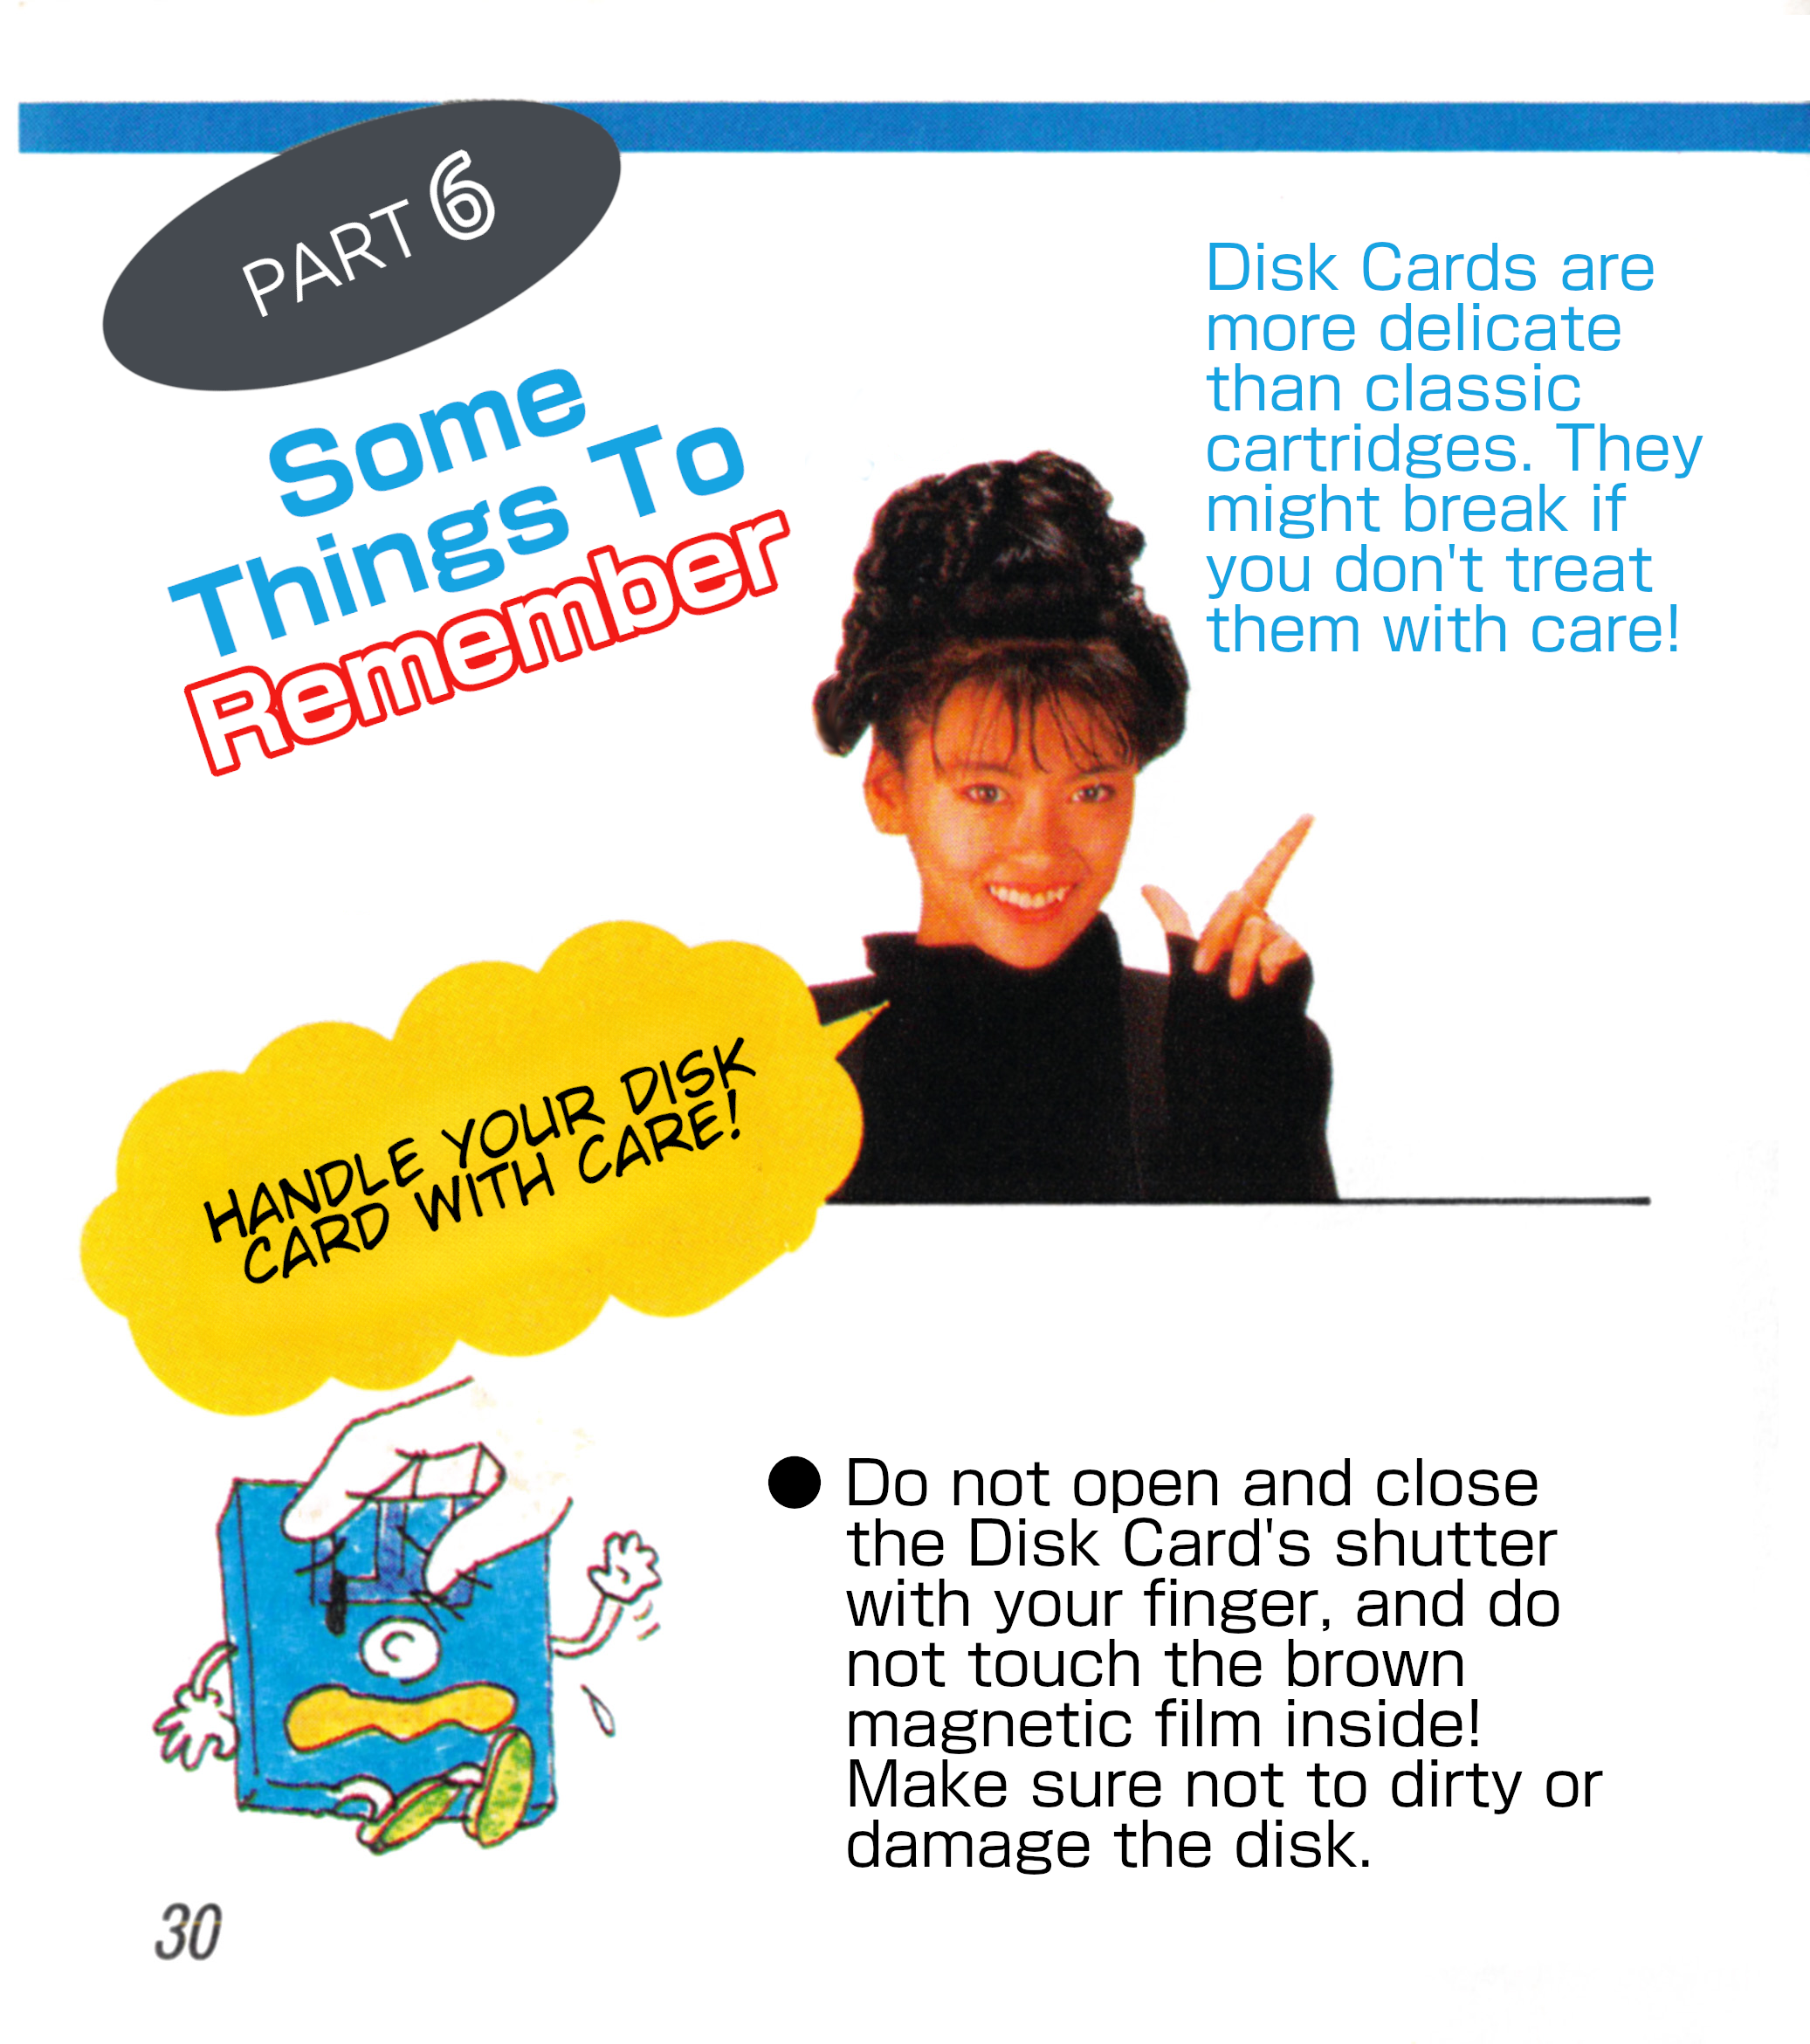 PART 6
Some
Things To
Remember
Disk Cards are
more delicate
than classic
cartridges. They
might break if
you don't treat
them with care!
HANDLE YOUR DISK
CARD WITH CARE!
● Do not open and close
the Disk Card's shutter
with your finger, and do
not touch the brown
magnetic film inside!
Make sure not to dirty or
damage the disk.
30